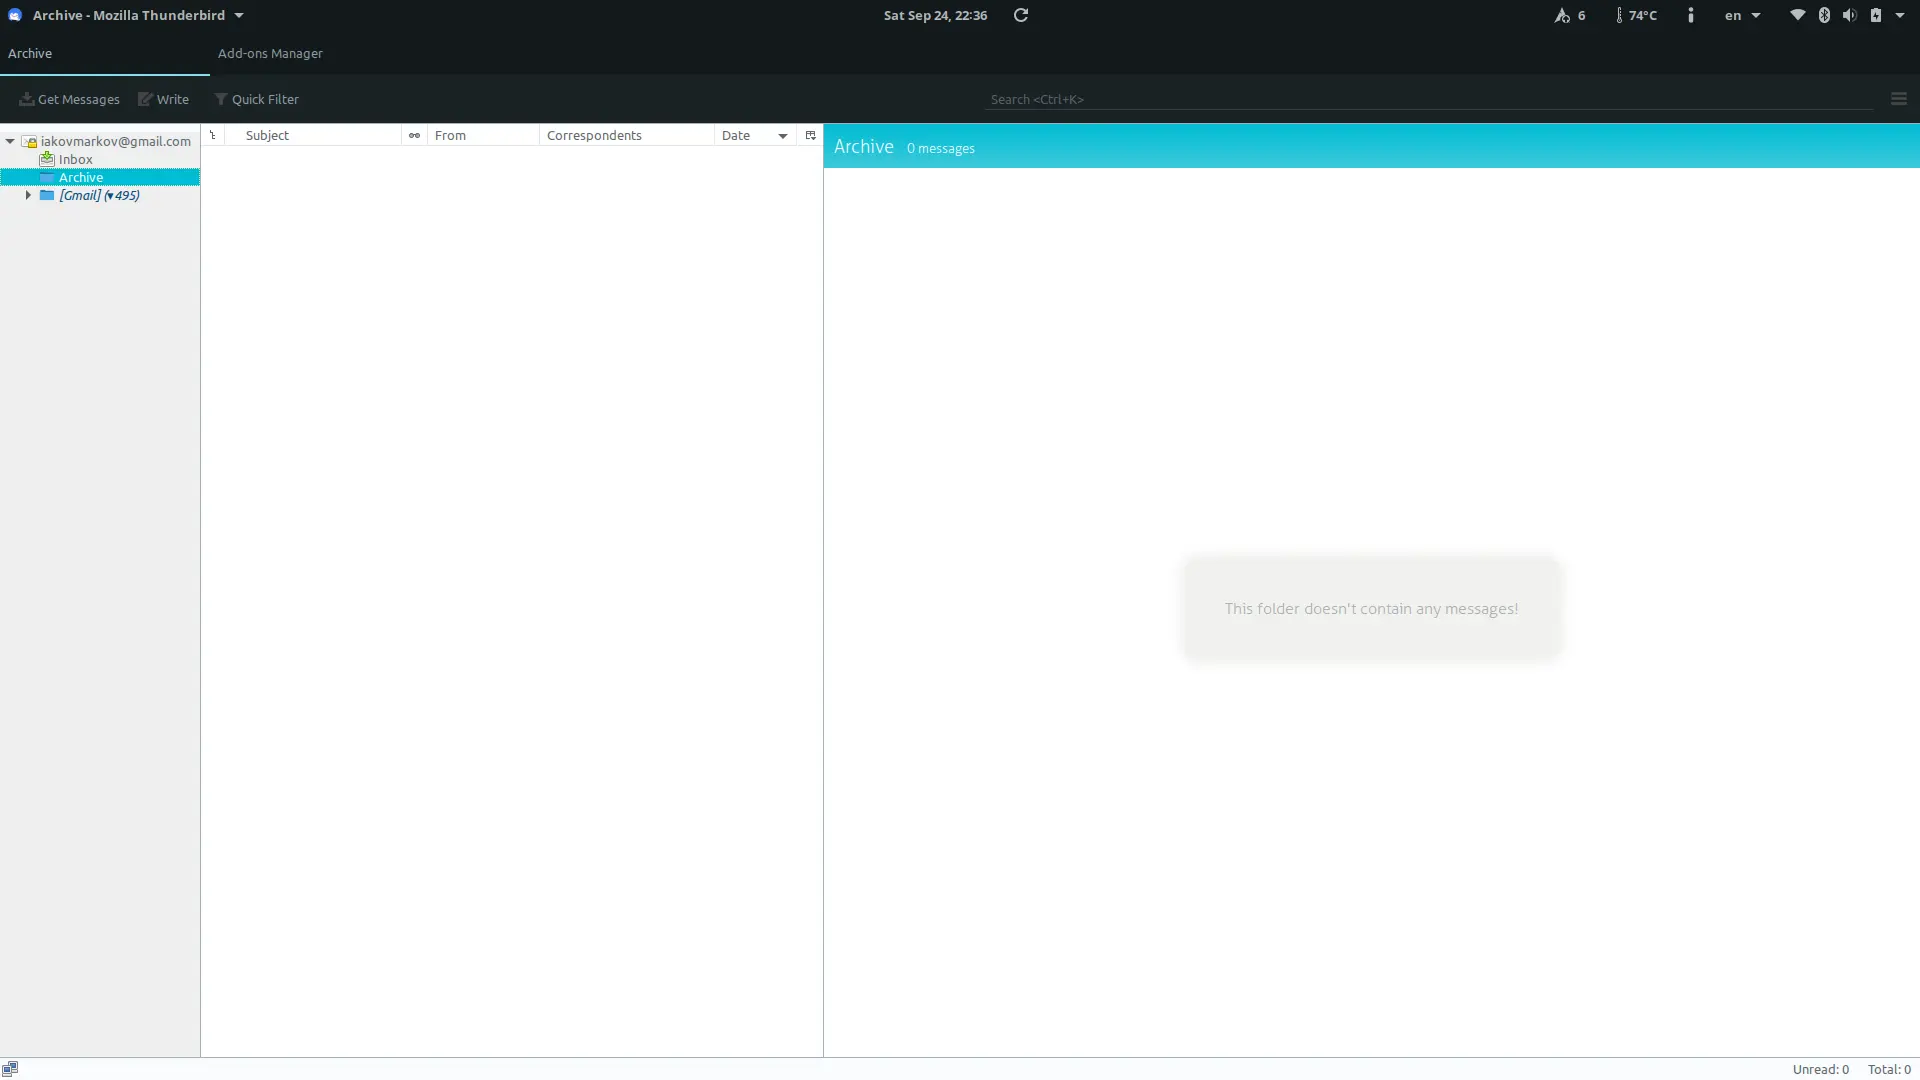 Archive - Mozilla Thunderbird
Sat Sep 24, 22:36
6
74°C
en
Archive
Add-ons Manager
Get Messages
Write
Quick Filter
Search <Ctrl+K>
iakovmarkov@gmail.com
Inbox
Archive
[Gmail] (▾495)
Subject
From
Correspondents
Date
Archive 0 messages
This folder doesn't contain any messages!
Unread: 0
Total: 0